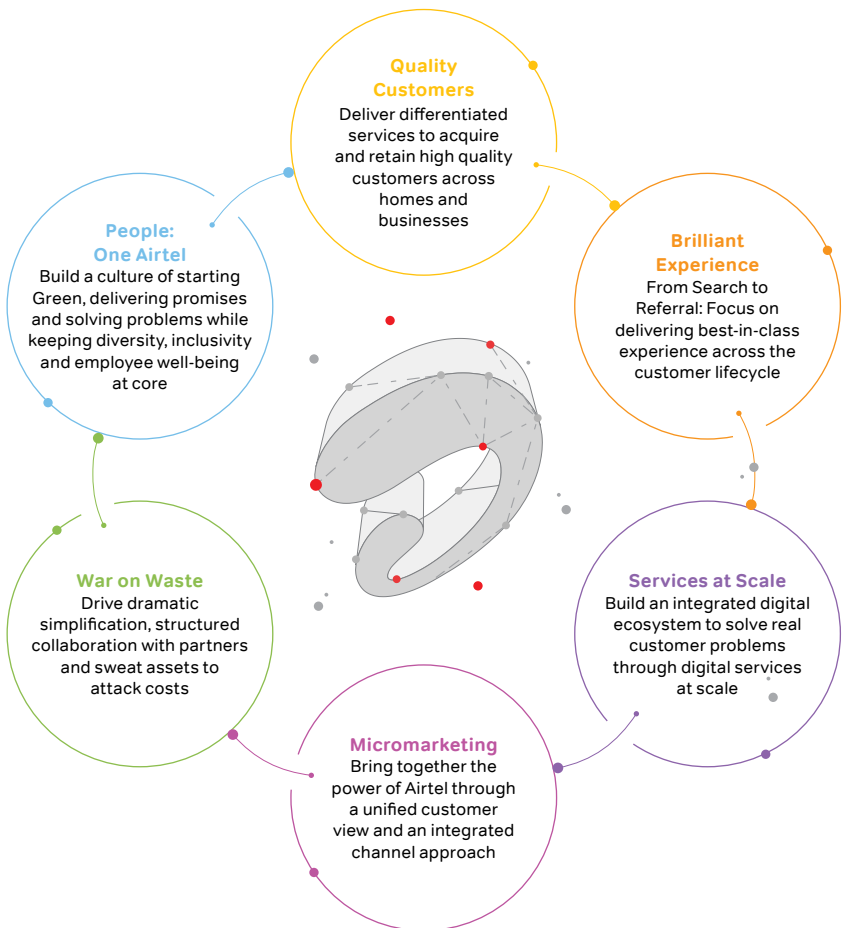 Quality
Customers
Deliver differentiated
services to acquire
and retain high quality
customers across
homes and
businesses
Brilliant
Experience
From Search to
Referral: Focus on
delivering best-in-class
experience across the
customer lifecycle
Services at Scale
Build an integrated digital
ecosystem to solve real
customer problems
through digital services
at scale
Micromarketing
Bring together the
power of Airtel through
a unified customer
view and an integrated
channel approach
War on Waste
Drive dramatic
simplification, structured
collaboration with partners
and sweat assets to
attack costs
People:
One Airtel
Build a culture of starting
Green, delivering promises
and solving problems while
keeping diversity, inclusivity
and employee well-being
at core